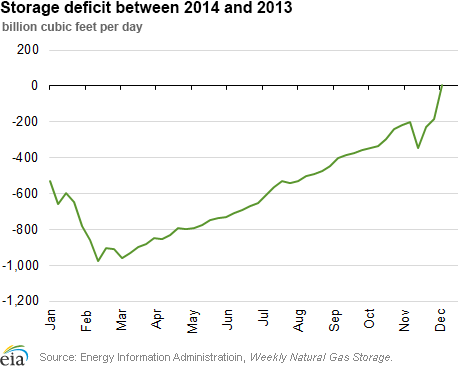 Storage deficit between 2014 and 2013
billion cubic feet per day
200
0
-200
-400
-600
-800
-1,000
-1,200
Jan Feb Mar Apr May Jun Jul Aug Sep Oct Nov Dec
eia Source: Energy Information Administratioin, Weekly Natural Gas Storage.